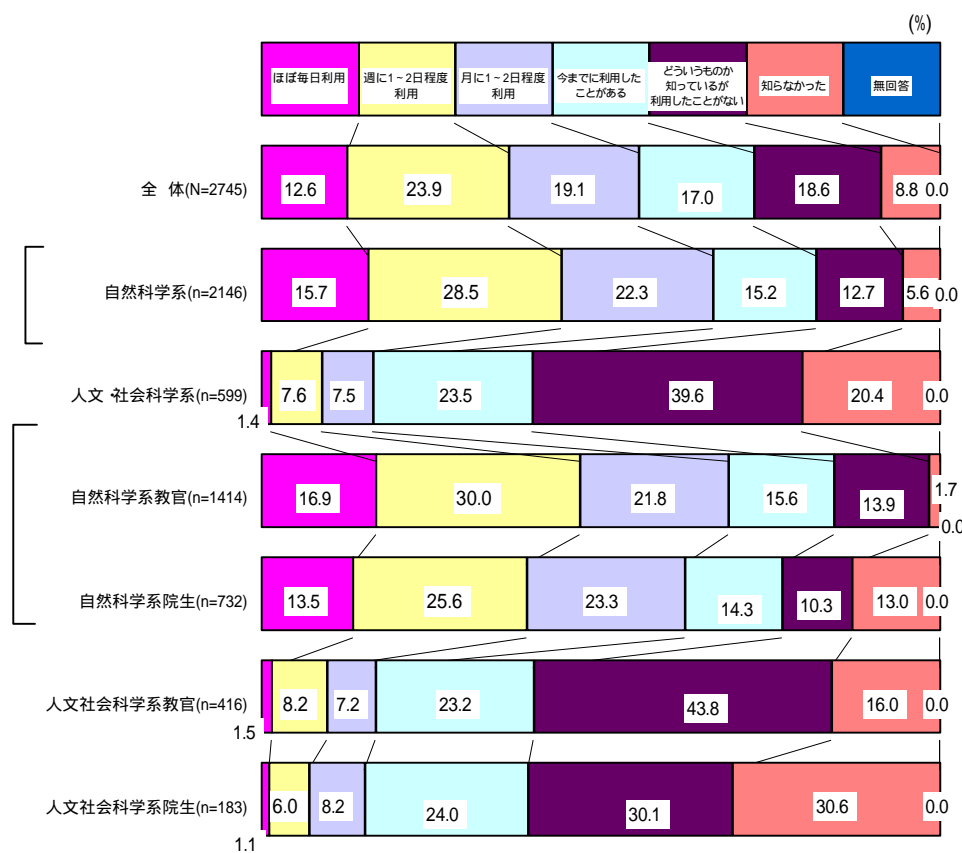 (%)
ほぼ毎日利用
週に1~2日程度
利用
月に1~2日程度
利用
今までに利用した
ことがある
どういうものか
知っているが
利用したことがない
知らなかった
無回答
全 体(N=2745)
12.6
23.9
19.1
17.0
18.6
8.8
0.0
自然科学系(n=2146)
15.7
28.5
22.3
15.2
12.7
5.6
0.0
人文・社会科学系(n=599)
1.4
7.6
7.5
23.5
39.6
20.4
0.0
自然科学系教官(n=1414)
16.9
30.0
21.8
15.6
13.9
1.7
0.0
自然科学系院生(n=732)
13.5
25.6
23.3
14.3
10.3
13.0
0.0
人文社会科学系教官(n=416)
1.5
8.2
7.2
23.2
43.8
16.0
0.0
人文社会科学系院生(n=183)
1.1
6.0
8.2
24.0
30.1
30.6
0.0